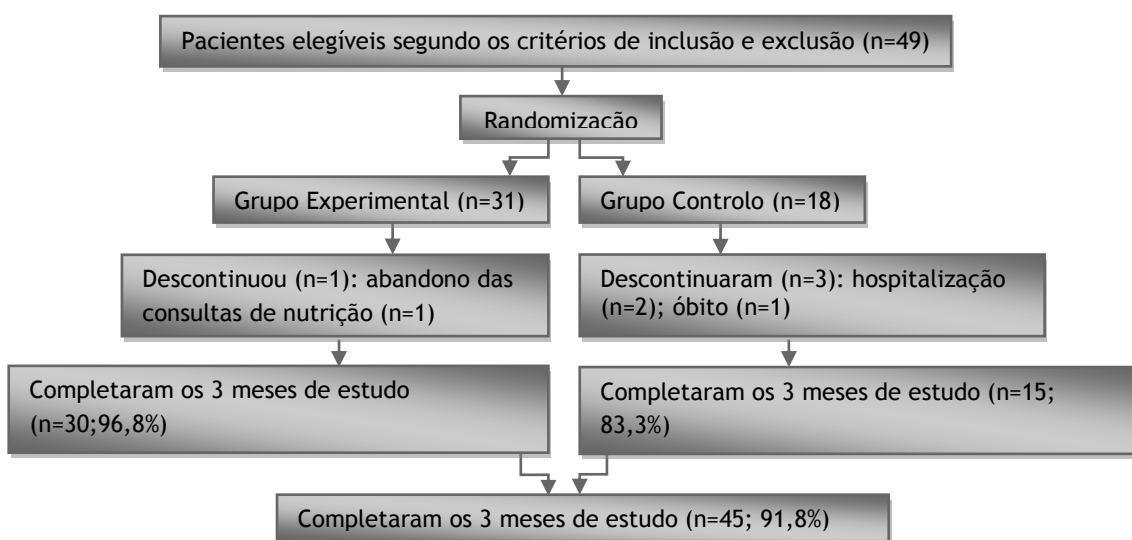 Pacientes elegíveis segundo os critérios de inclusão e exclusão (n=49)
Randomização
Grupo Experimental (n=31)
Grupo Controlo (n=18)
Descontinuou (n=1): abandono das
consultas de nutrição (n=1)
Descontinuaram (n=3): hospitalização
(n=2); óbito (n=1)
Completaram os 3 meses de estudo
(n=30;96,8%)
Completaram os 3 meses de estudo (n=15;
83,3%)
Completaram os 3 meses de estudo (n=45; 91,8%)